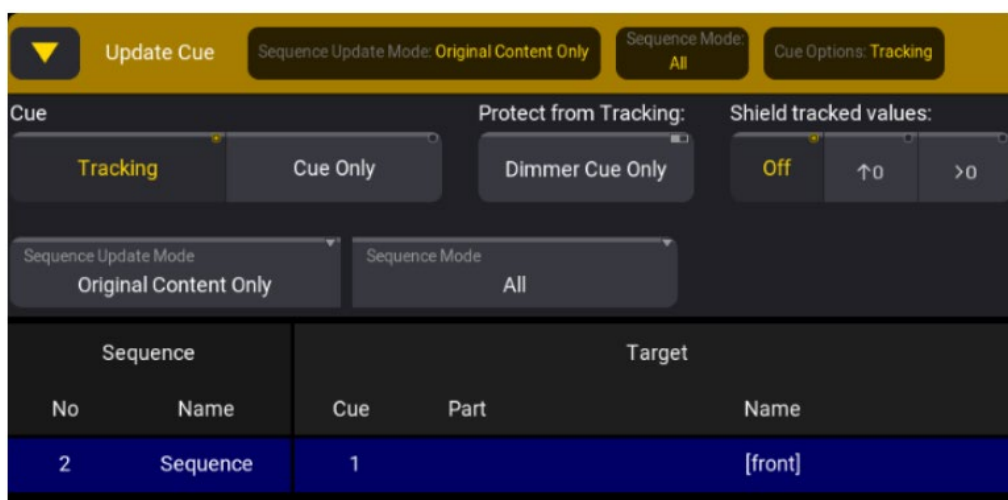 Update Cue
Sequence Update Mode: Original Content Only
Sequence Mode:
All
Cue Options: Tracking
Cue
Protect from Tracking:
Shield tracked values:
Tracking
Cue Only
Dimmer Cue Only
Off
↑0
>0
Sequence Update Mode
Original Content Only
Sequence Mode
All
Sequence
Target
No
Name
Cue
Part
Name
2
Sequence
1
[front]